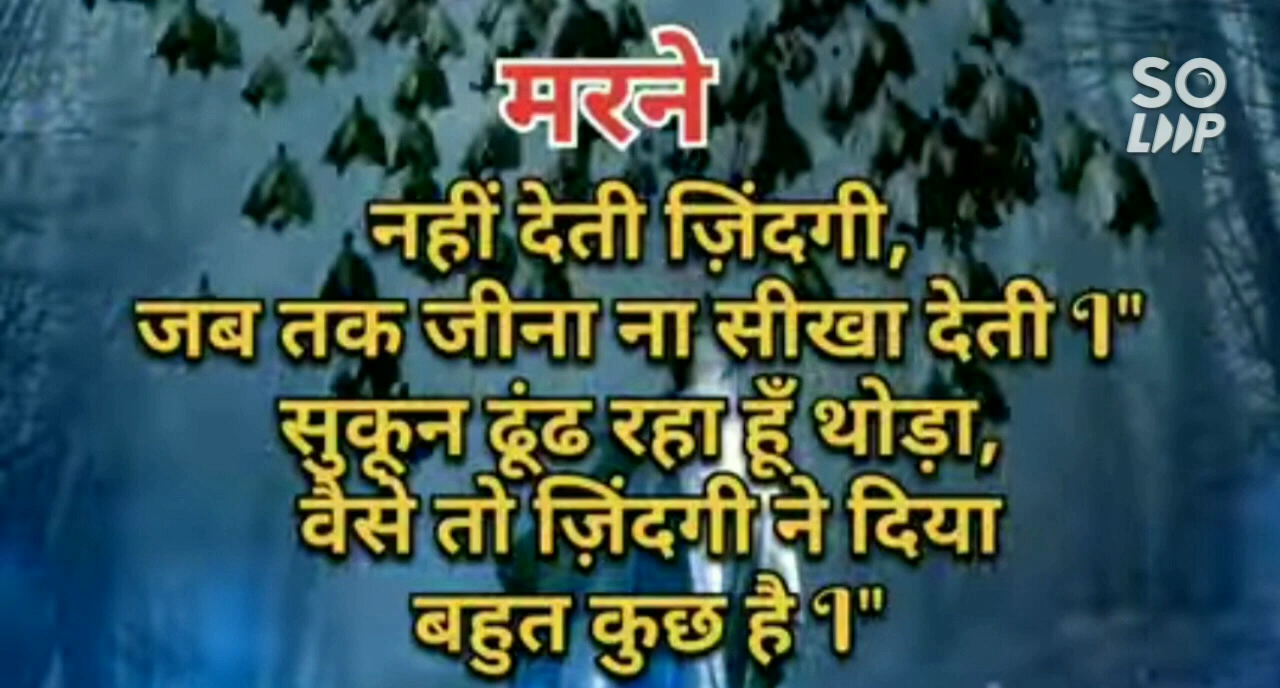 मरने
SO
LOOP
नहीं देती ज़िंदगी,
जब तक जीना ना सीखा देती ।"
सुकून ढूंढ रहा हूँ थोड़ा,
वैसे तो ज़िंदगी ने दिया
बहुत कुछ है ।"